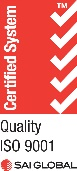 Certified System
TM
Quality
ISO 9001
SAI GLOBAL